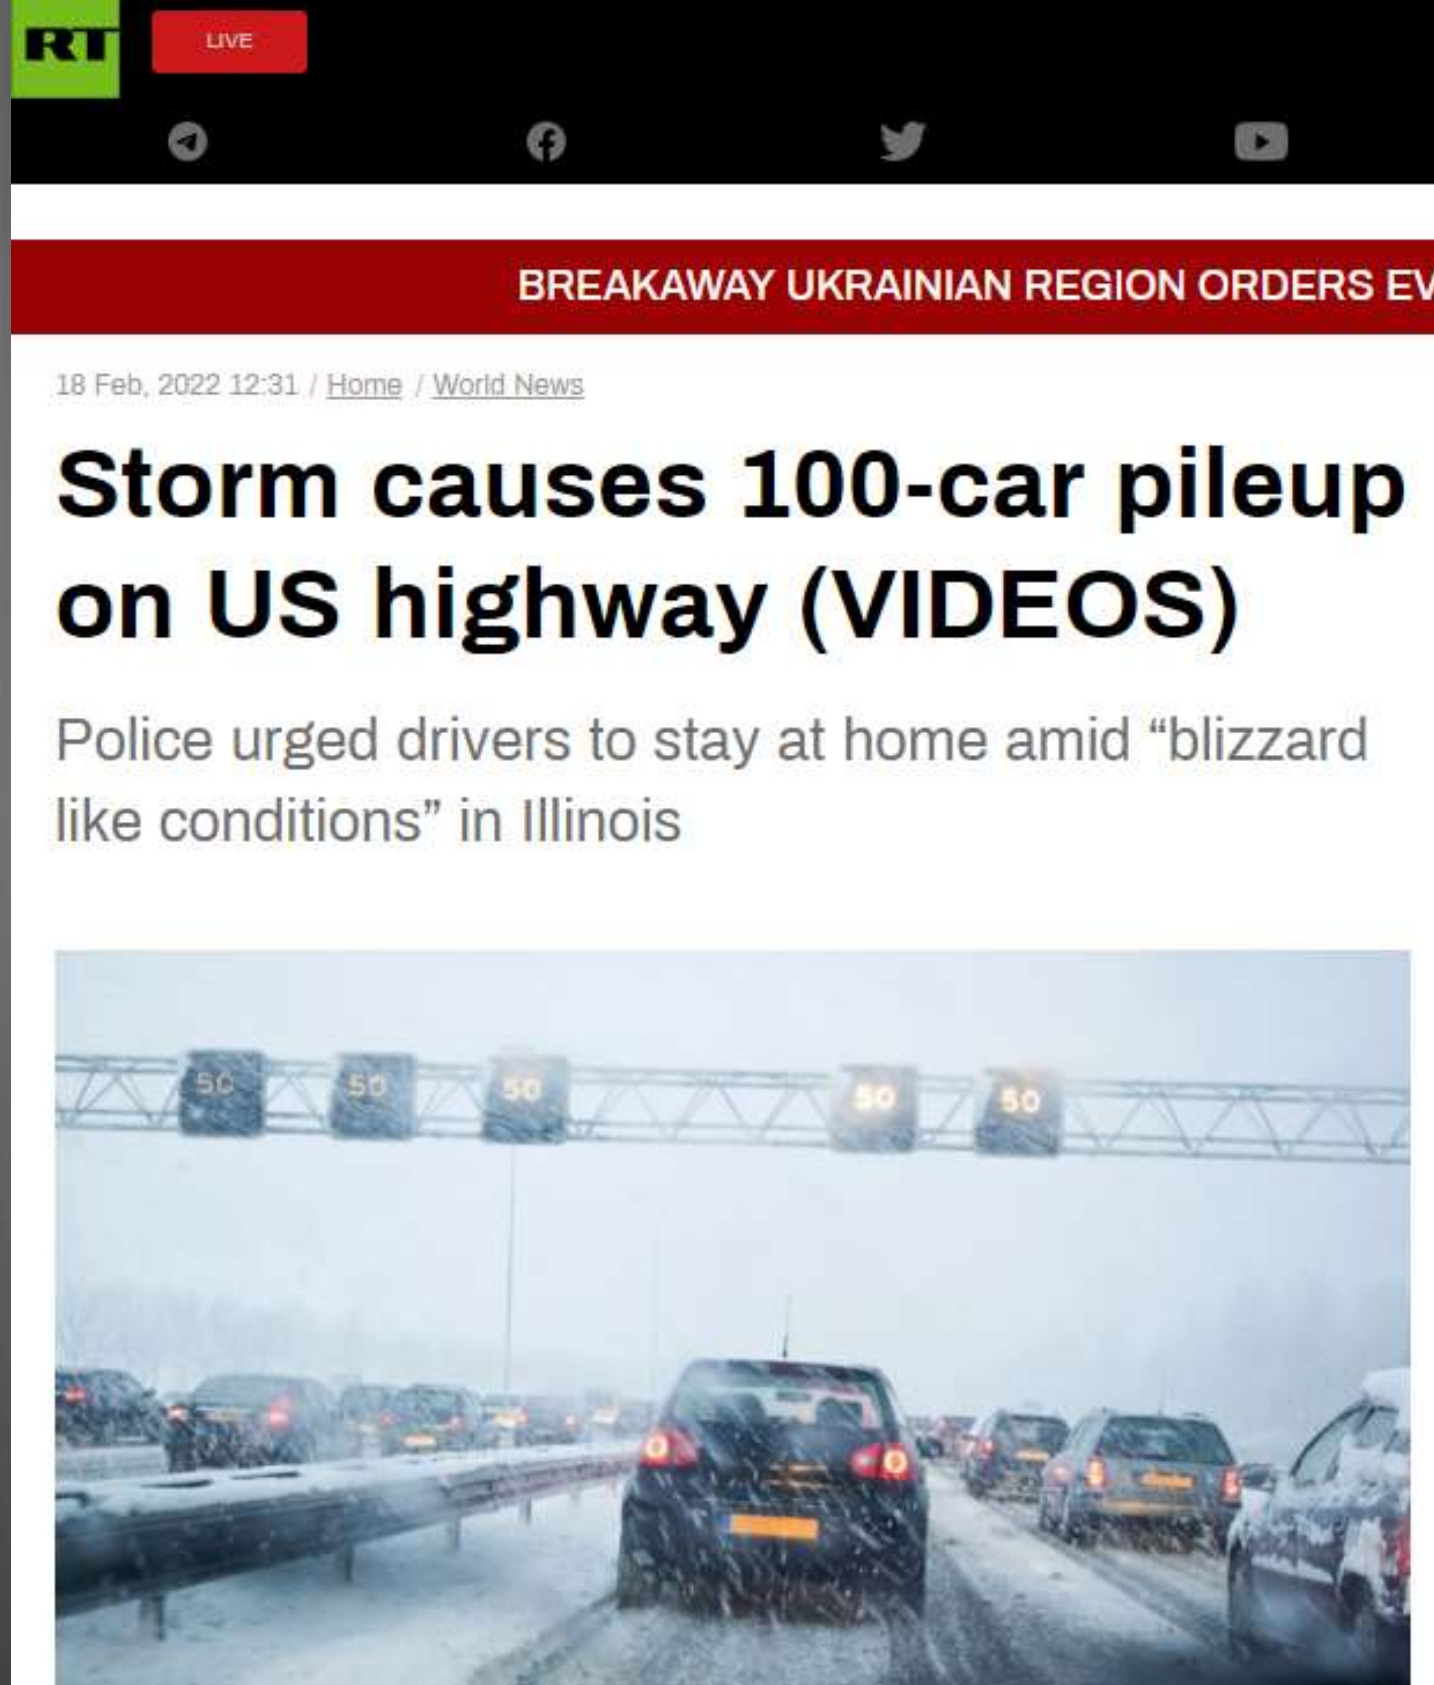 RT
LIVE
BREAKAWAY UKRAINIAN REGION ORDERS
18 Feb, 2022 12:31 / Home / World News
Storm causes 100-car pileup
on US highway (VIDEOS)
Police urged drivers to stay at home amid “blizzard
like conditions” in Illinois
50 50 50 50 50